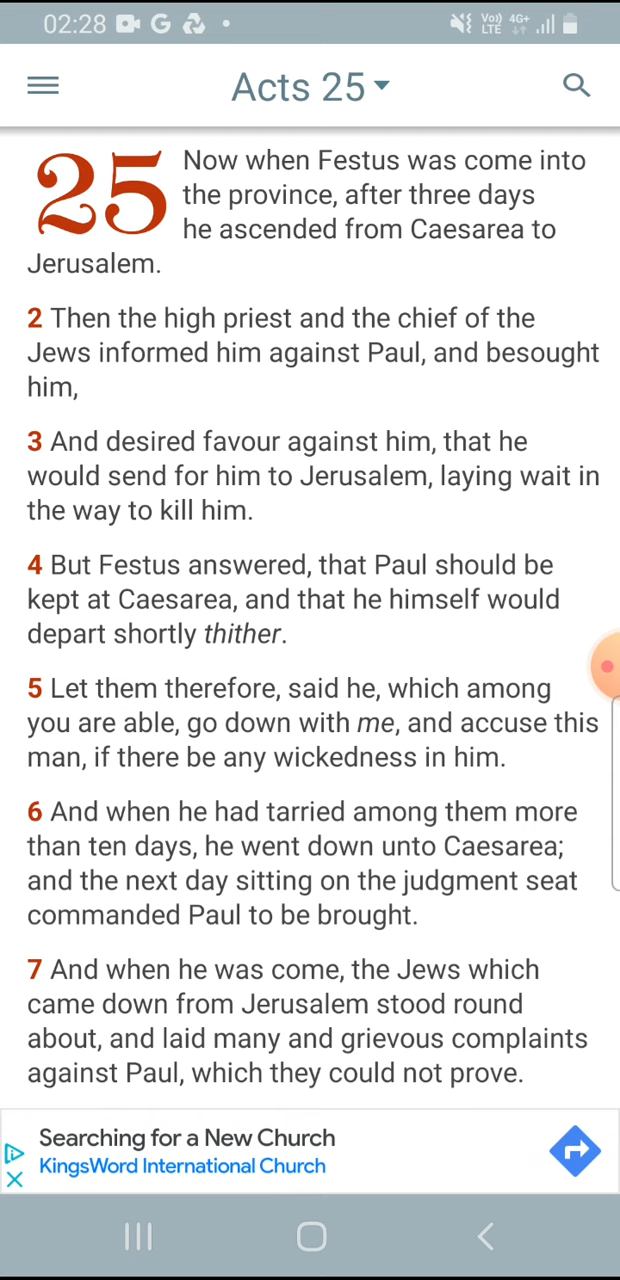 02:28 G Vo)) LTE 4G+
Acts 25
25 Now when Festus was come into
the province, after three days
he ascended from Caesarea to
Jerusalem.
2 Then the high priest and the chief of the
Jews informed him against Paul, and besought
him,
3 And desired favour against him, that he
would send for him to Jerusalem, laying wait in
the way to kill him.
4 But Festus answered, that Paul should be
kept at Caesarea, and that he himself would
depart shortly thither.
5 Let them therefore, said he, which among
you are able, go down with me, and accuse this
man, if there be any wickedness in him.
6 And when he had tarried among them more
than ten days, he went down unto Caesarea;
and the next day sitting on the judgment seat
commanded Paul to be brought.
7 And when he was come, the Jews which
came down from Jerusalem stood round
about, and laid many and grievous complaints
against Paul, which they could not prove.
Searching for a New Church
KingsWord International Church